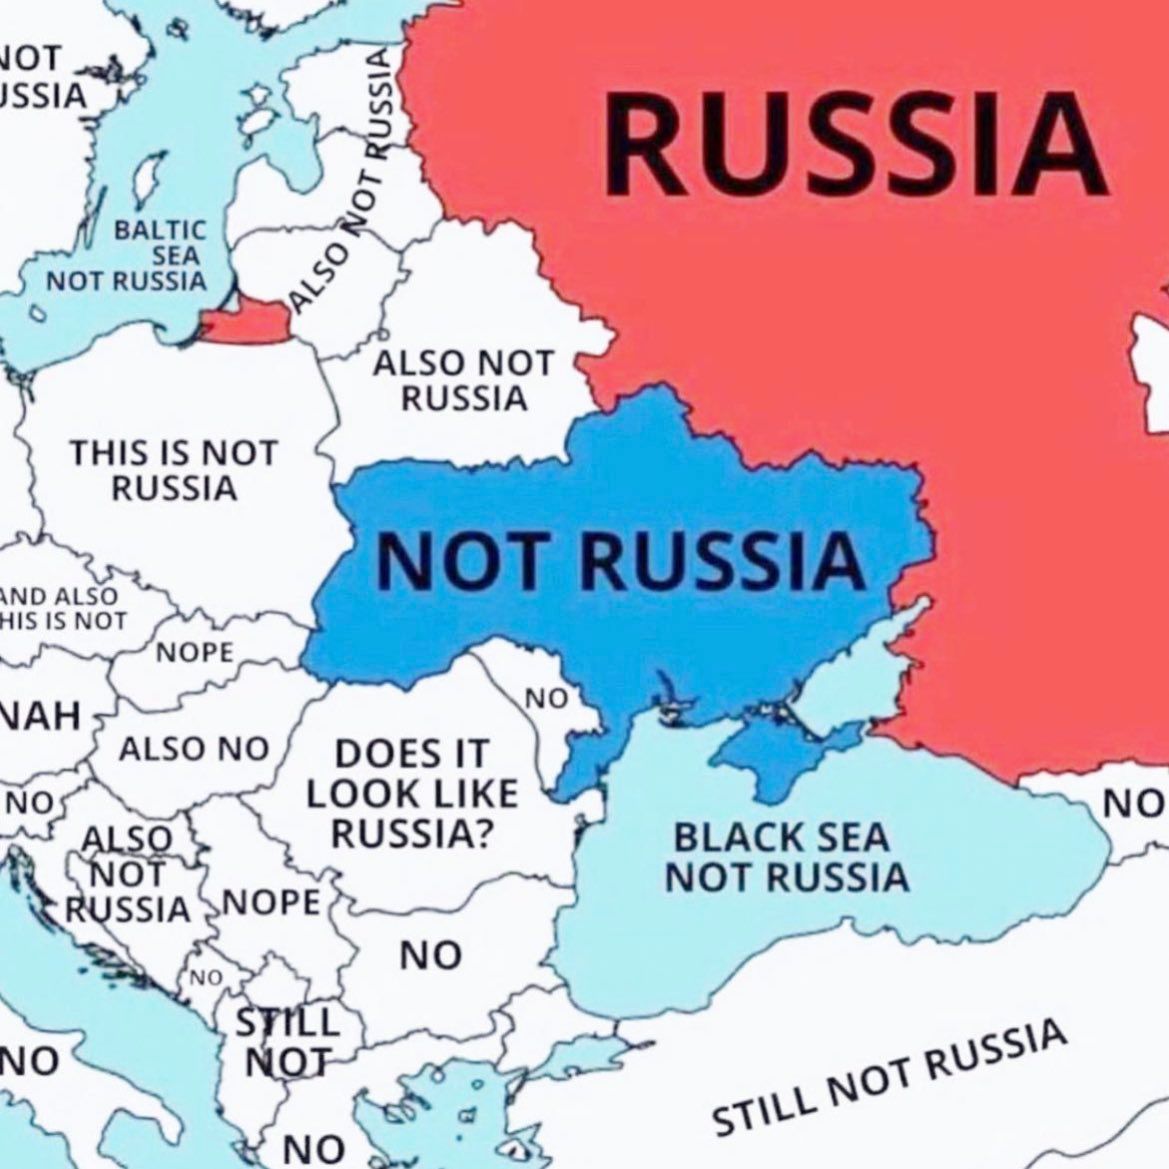 NOT
USSIA
RUSSIA
ALSO NOT RUSSIA
BALTIC
SEA
NOT RUSSIA
ALSO NOT
RUSSIA
THIS IS NOT
RUSSIA
NOT RUSSIA
AND ALSO
HIS IS NOT
NOPE
NAH
ALSO NO
NO
DOES IT
LOOK LIKE
RUSSIA?
NO
ALSO
NOT
RUSSIA
NOPE
BLACK SEA
NOT RUSSIA
NO
NO
NO
STILL
NOT
NO
STILL NOT RUSSIA
NO